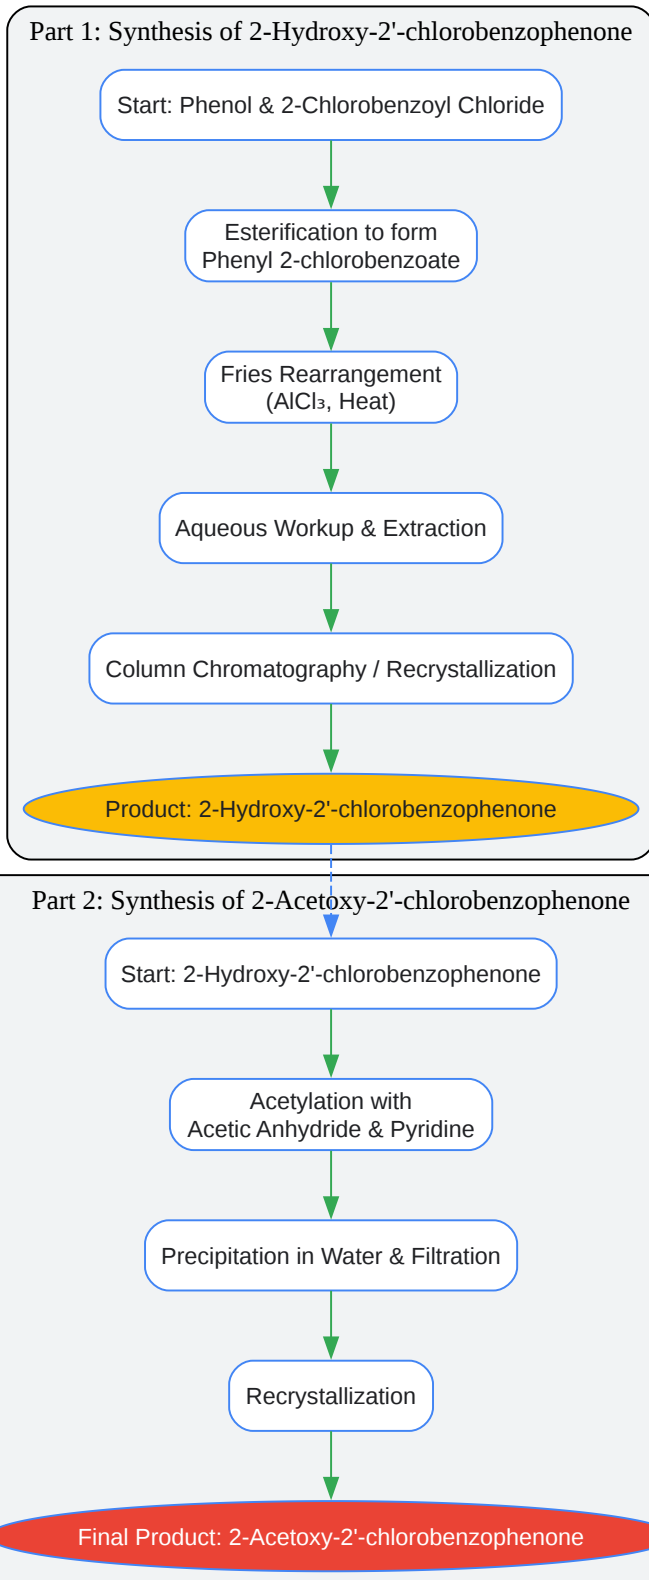 Part 1: Synthesis of 2-Hydroxy-2'-chlorobenzophenone
Start: Phenol & 2-Chlorobenzoyl Chloride
Esterification to form
Phenyl 2-chlorobenzoate
Fries Rearrangement
(AlCl₃, Heat)
Aqueous Workup & Extraction
Column Chromatography / Recrystallization
Product: 2-Hydroxy-2'-chlorobenzophenone
Part 2: Synthesis of 2-Acetoxy-2'-chlorobenzophenone
Start: 2-Hydroxy-2'-chlorobenzophenone
Acetylation with
Acetic Anhydride & Pyridine
Precipitation in Water & Filtration
Recrystallization
Final Product: 2-Acetoxy-2'-chlorobenzophenone